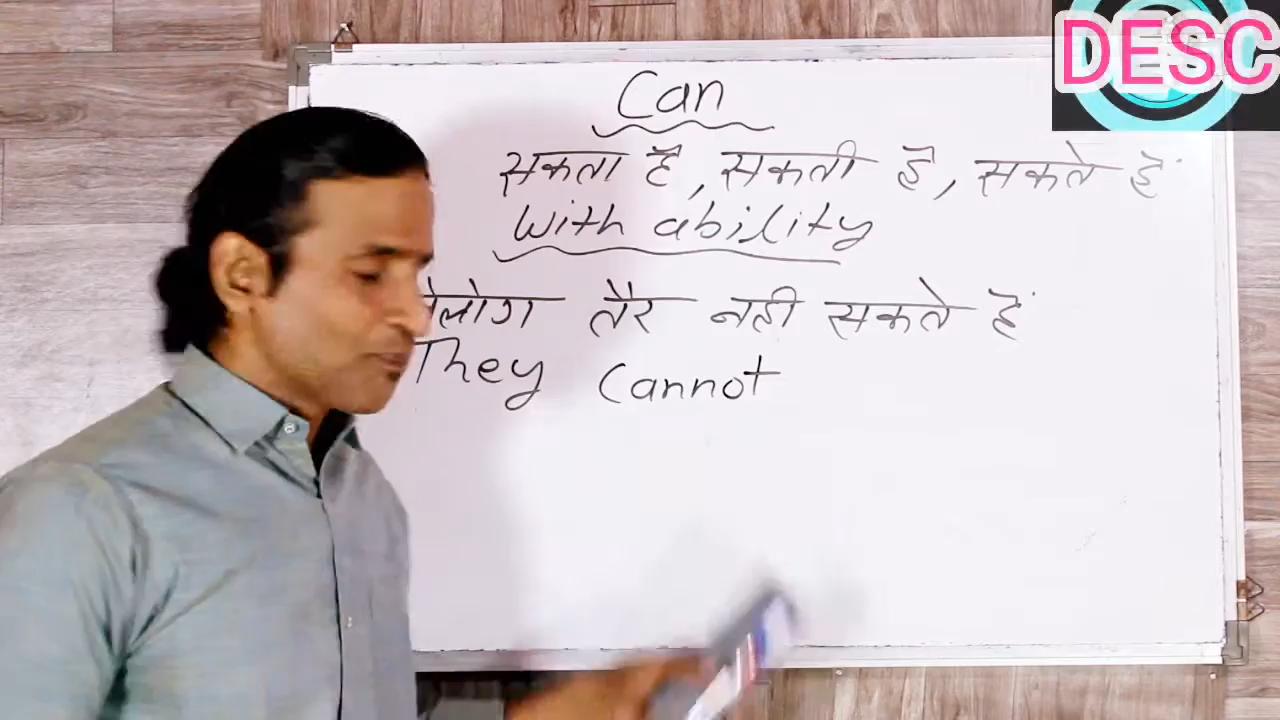 DESC
Can
सकता है, सकती है, सकते हैं
With ability
वेलोग तैर नही सकते हैं
They cannot